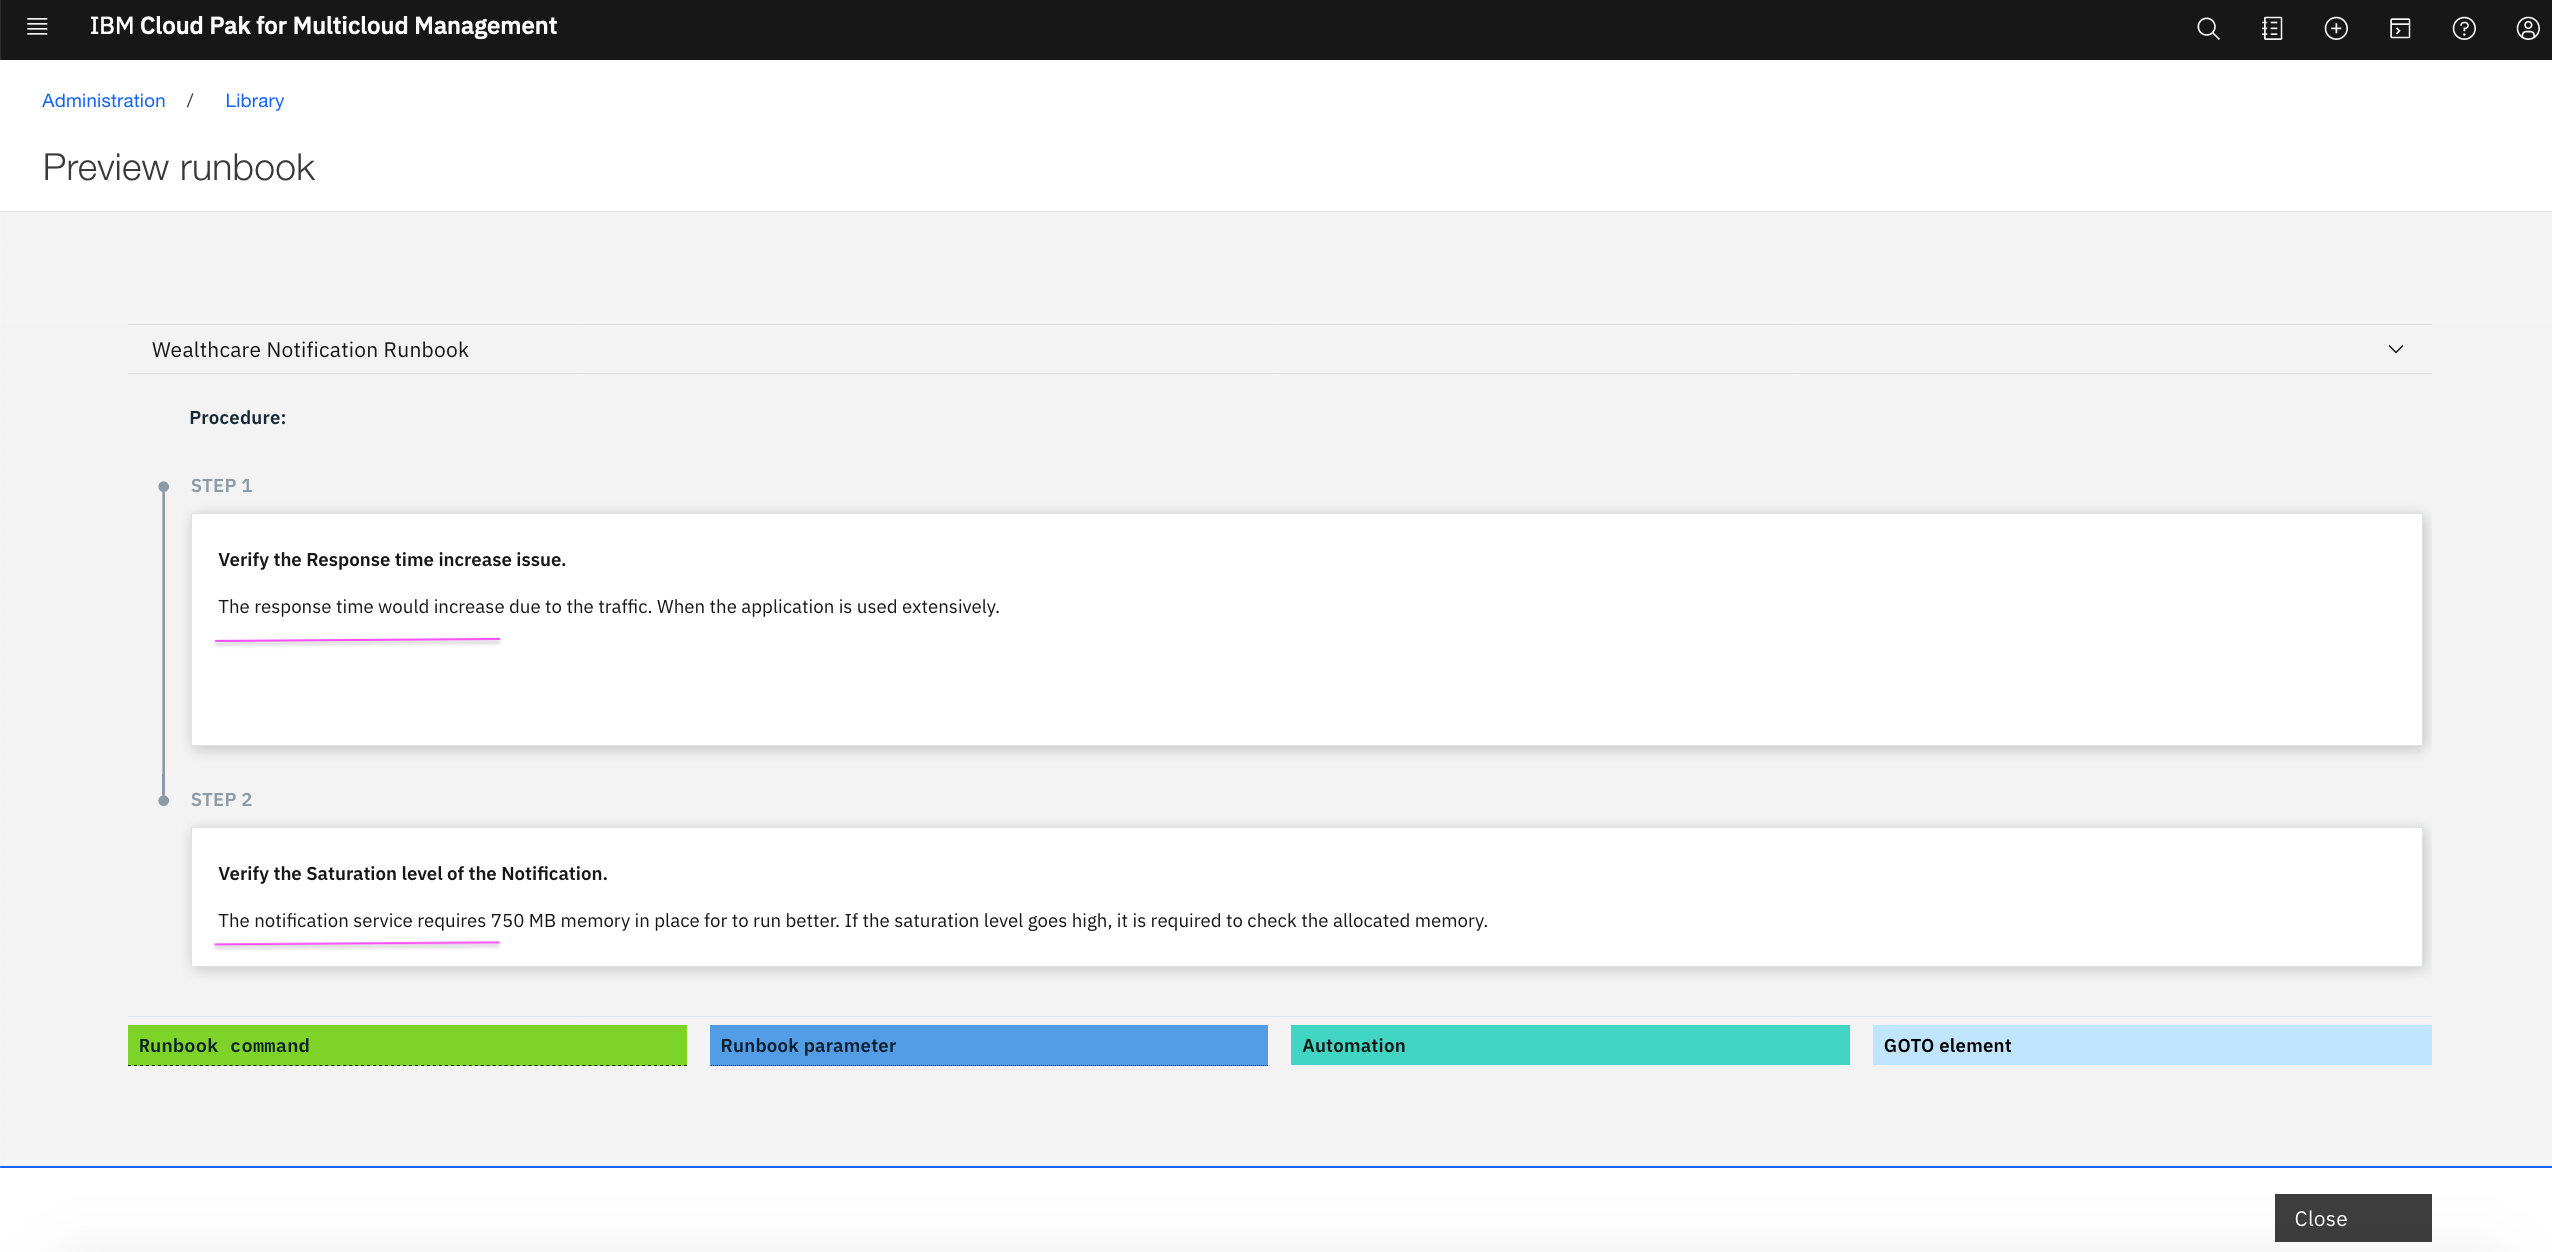 IBM Cloud Pak for Multicloud Management
Administration / Library
Preview runbook
Wealthcare Notification Runbook
Procedure:
STEP 1
Verify the Response time increase issue.
The response time would increase due to the traffic. When the application is used extensively.
STEP 2
Verify the Saturation level of the Notification.
The notification service requires 750 MB memory in place for to run better. If the saturation level goes high, it is required to check the allocated memory.
Runbook command Runbook parameter Automation GOTO element
Close